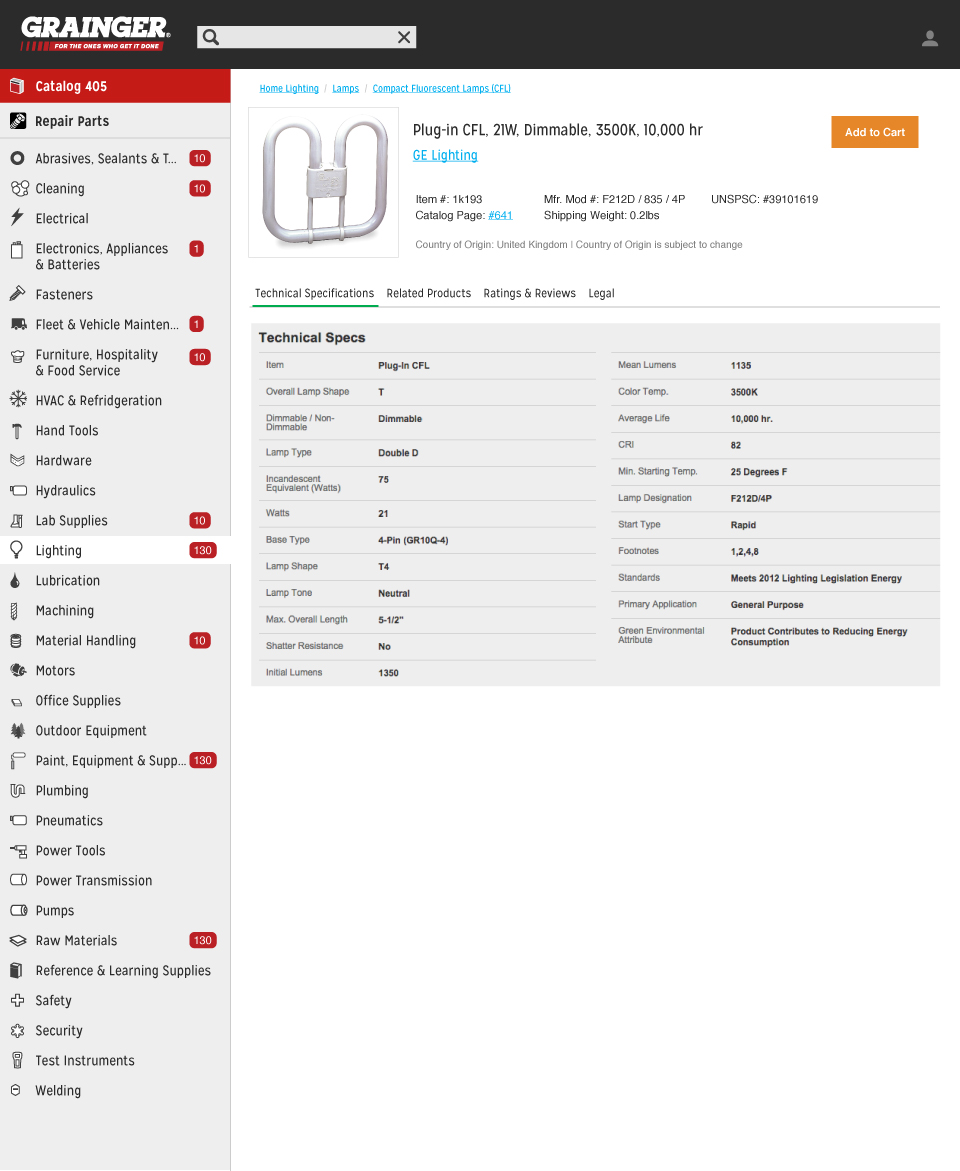 GRAINGER®
FOR THE ONES WHO GET IT DONE
Catalog 405
Repair Parts
Abrasives, Sealants & T... 10
Cleaning 10
Electrical
Electronics, Appliances 1
& Batteries
Fasteners
Fleet & Vehicle Mainten... 1
Furniture, Hospitality 10
& Food Service
HVAC & Refridgeration
Hand Tools
Hardware
Hydraulics
Lab Supplies 10
Lighting 130
Lubrication
Machining
Material Handling 10
Motors
Office Supplies
Outdoor Equipment
Paint, Equipment & Supp... 130
Plumbing
Pneumatics
Power Tools
Power Transmission
Pumps
Raw Materials 130
Reference & Learning Supplies
Safety
Security
Test Instruments
Welding
Home Lighting / Lamps / Compact Fluorescent Lamps (CFL)
Plug-in CFL, 21W, Dimmable, 3500K, 10,000 hr
Add to Cart
GE Lighting
Item #: 1k193 Mfr. Mod #: F212D / 835 / 4P UNSPSC: #39101619
Catalog Page: #641 Shipping Weight: 0.2lbs
Country of Origin: United Kingdom | Country of Origin is subject to change
Technical Specifications Related Products Ratings & Reviews Legal
Technical Specs
Item Plug-In CFL
Overall Lamp Shape T
Dimmable / Non- Dimmable
Dimmable
Lamp Type Double D
Incandescent 75
Equivalent (Watts)
Watts 21
Base Type 4-Pin (GR10Q-4)
Lamp Shape T4
Lamp Tone Neutral
Max. Overall Length 5-1/2"
Shatter Resistance No
Initial Lumens 1350
Mean Lumens 1135
Color Temp. 3500K
Average Life 10,000 hr.
CRI 82
Min. Starting Temp. 25 Degrees F
Lamp Designation F212D/4P
Start Type Rapid
Footnotes 1,2,4,8
Standards Meets 2012 Lighting Legislation Energy
Primary Application General Purpose
Green Environmental Product Contributes to Reducing Energy
Attribute Consumption